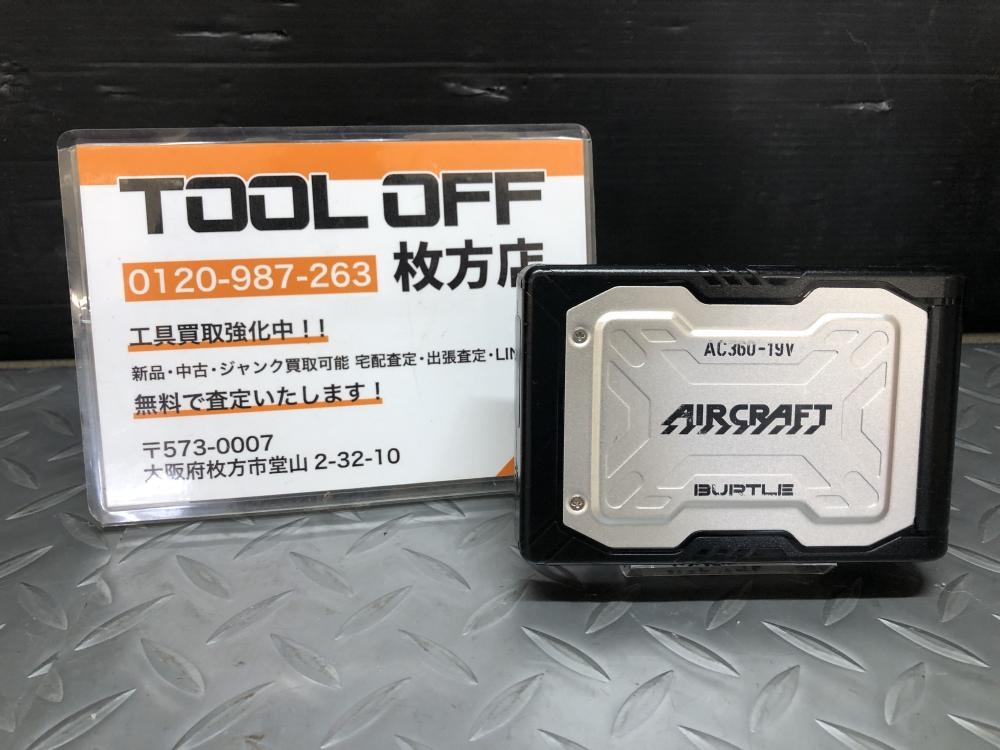 TOOL OFF
0120-987-263 枚方店
工具買取強化中！！
新品・中古・ジャンク買取可能 宅配査定・出張査定・LIN
無料で査定いたします！
〒573-0007
大阪府枚方市堂山 2-32-10
AC360-19V
AIRCRAFT
BURTLE